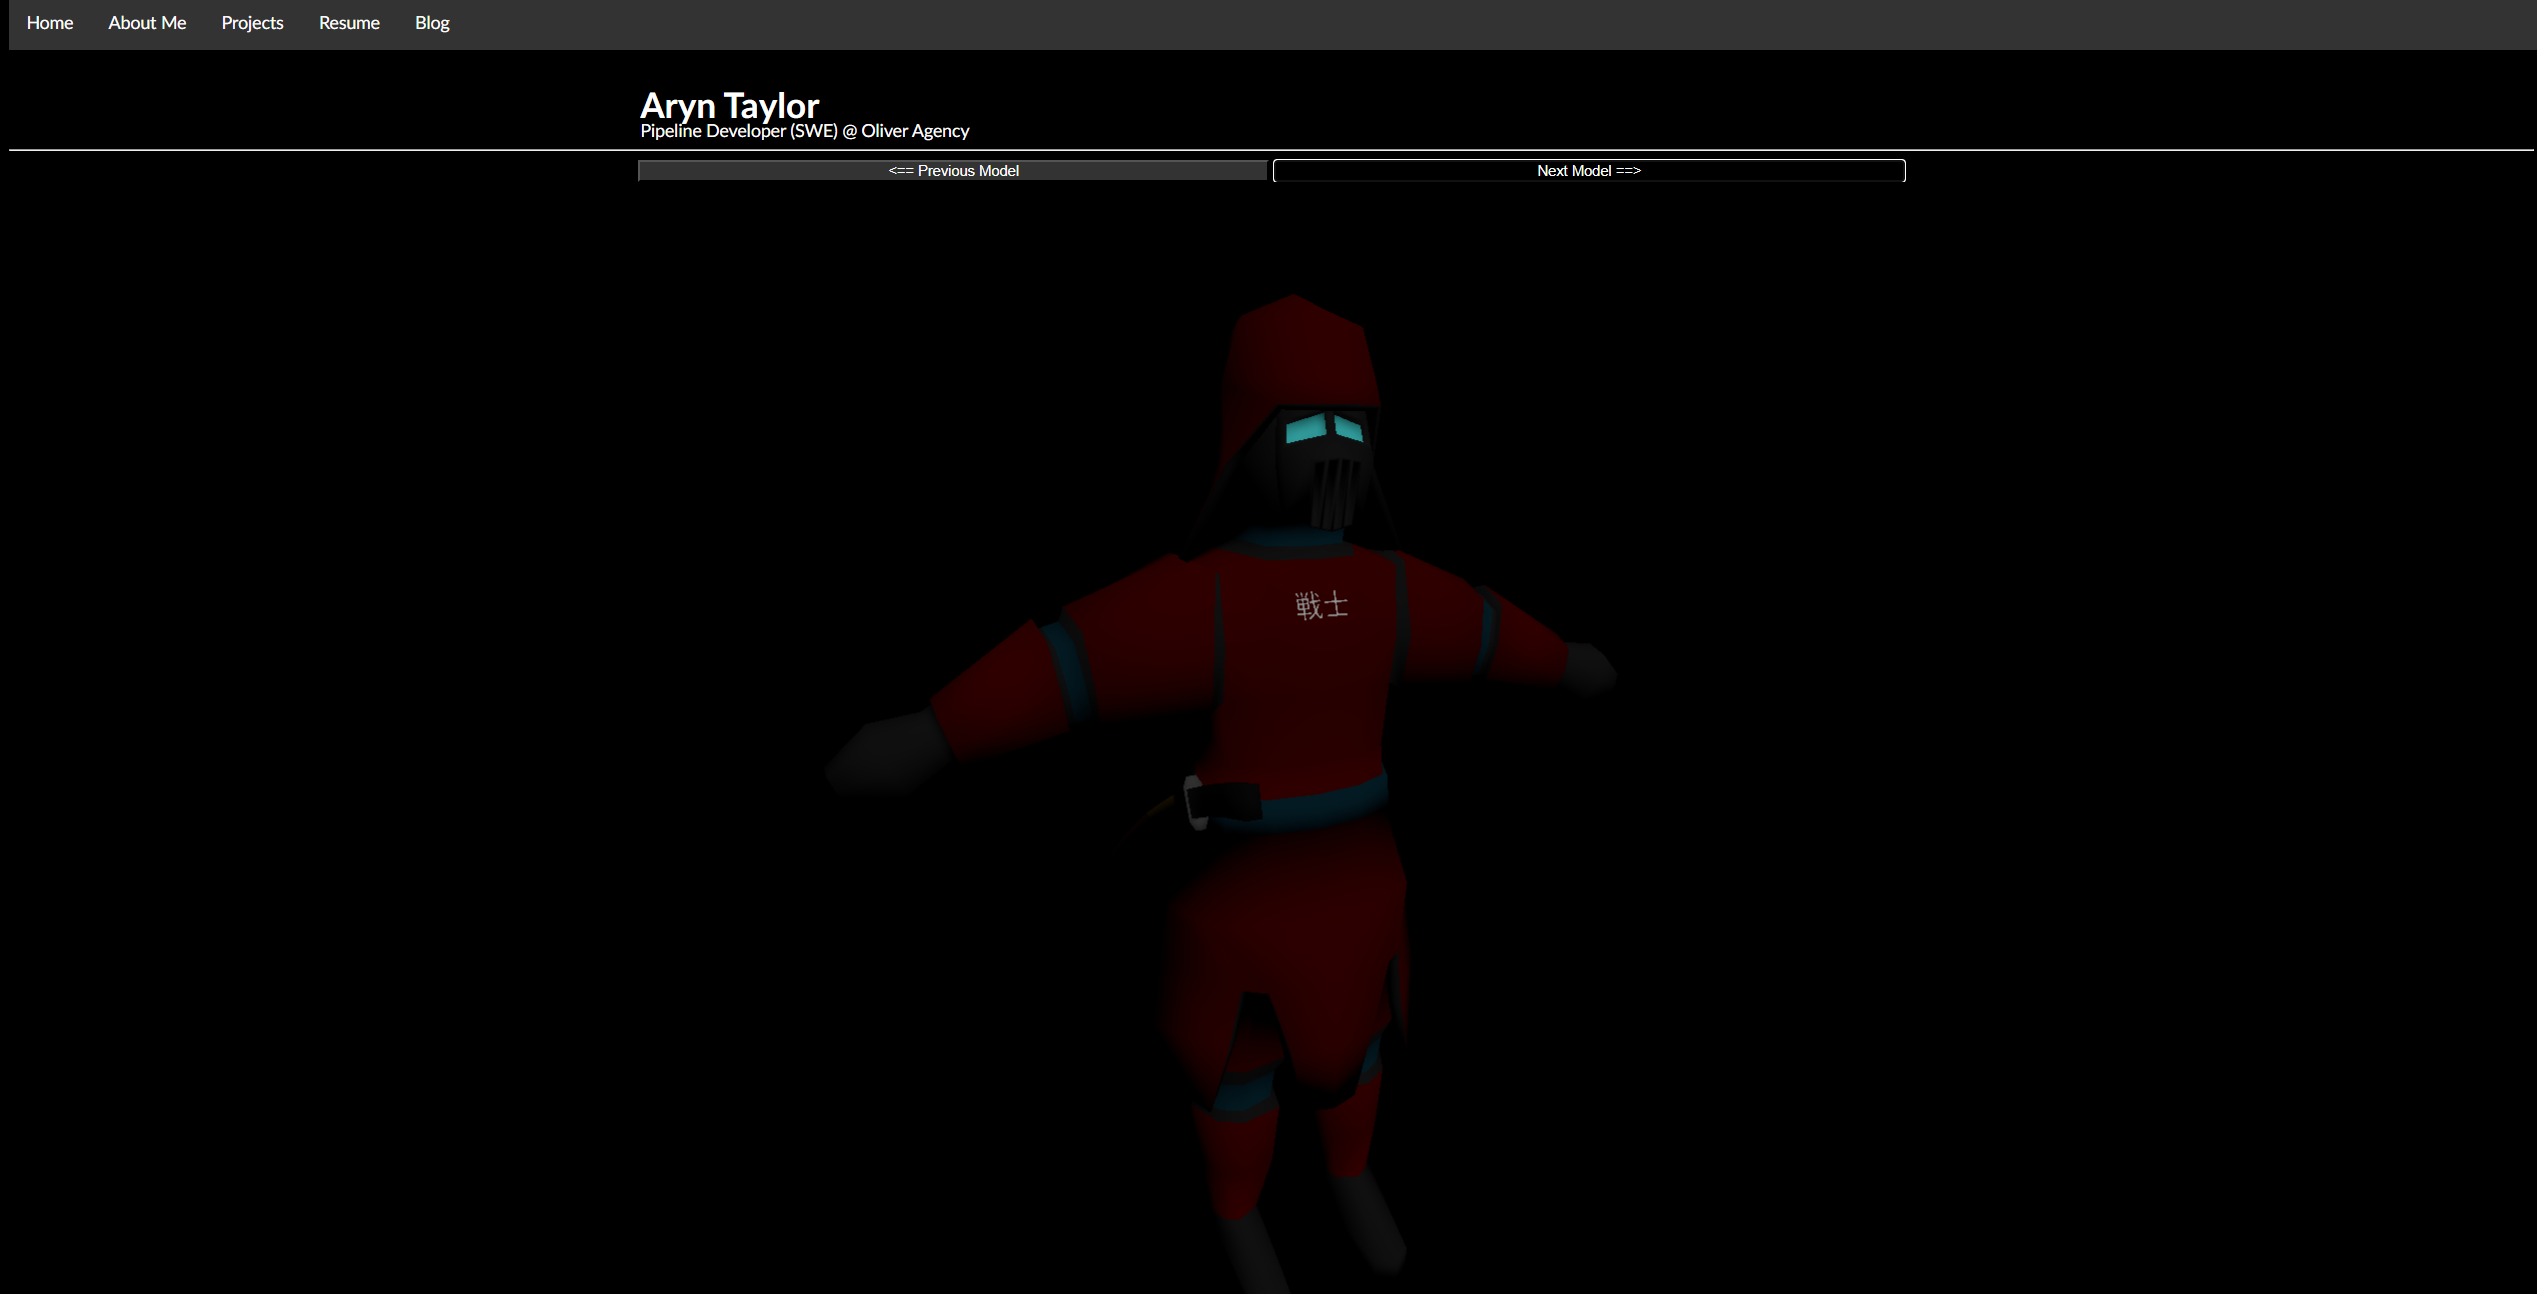 Home About Me Projects Resume Blog
Aryn Taylor
Pipeline Developer (SWE) @ Oliver Agency
<== Previous Model Next Model ==>
戦士